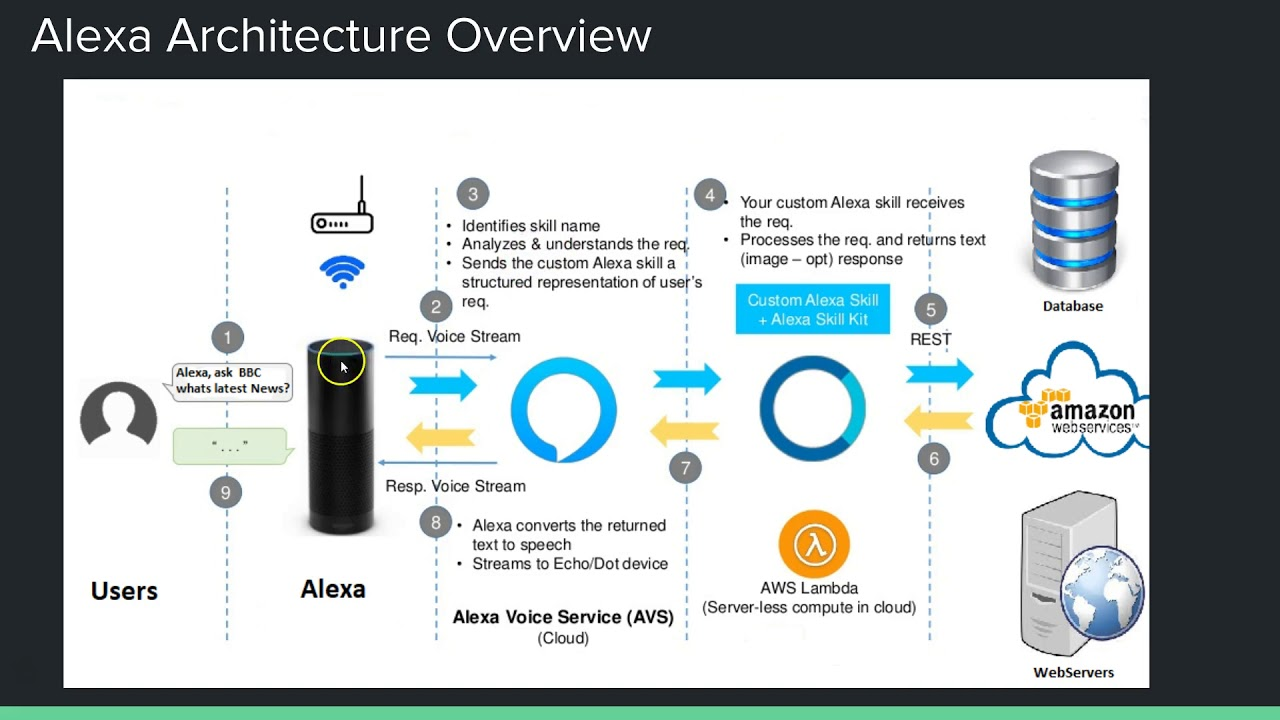 Alexa Architecture Overview
3
• Identifies skill name
• Analyzes & understands the req.
• Sends the custom Alexa skill a
structured representation of user's
req.
4
• Your custom Alexa skill receives
the req.
• Processes the req. and returns text
(image – opt) response
Database
Custom Alexa Skill
+ Alexa Skill Kit
2
Req. Voice Stream
5
REST
1
Alexa, ask BBC
whats latest News?
amazon
webservices™
" . . . "
9
Resp. Voice Stream
7
6
8
• Alexa converts the returned
text to speech
• Streams to Echo/Dot device
λ
AWS Lambda
(Server-less compute in cloud)
Users
Alexa
Alexa Voice Service (AVS)
(Cloud)
WebServers